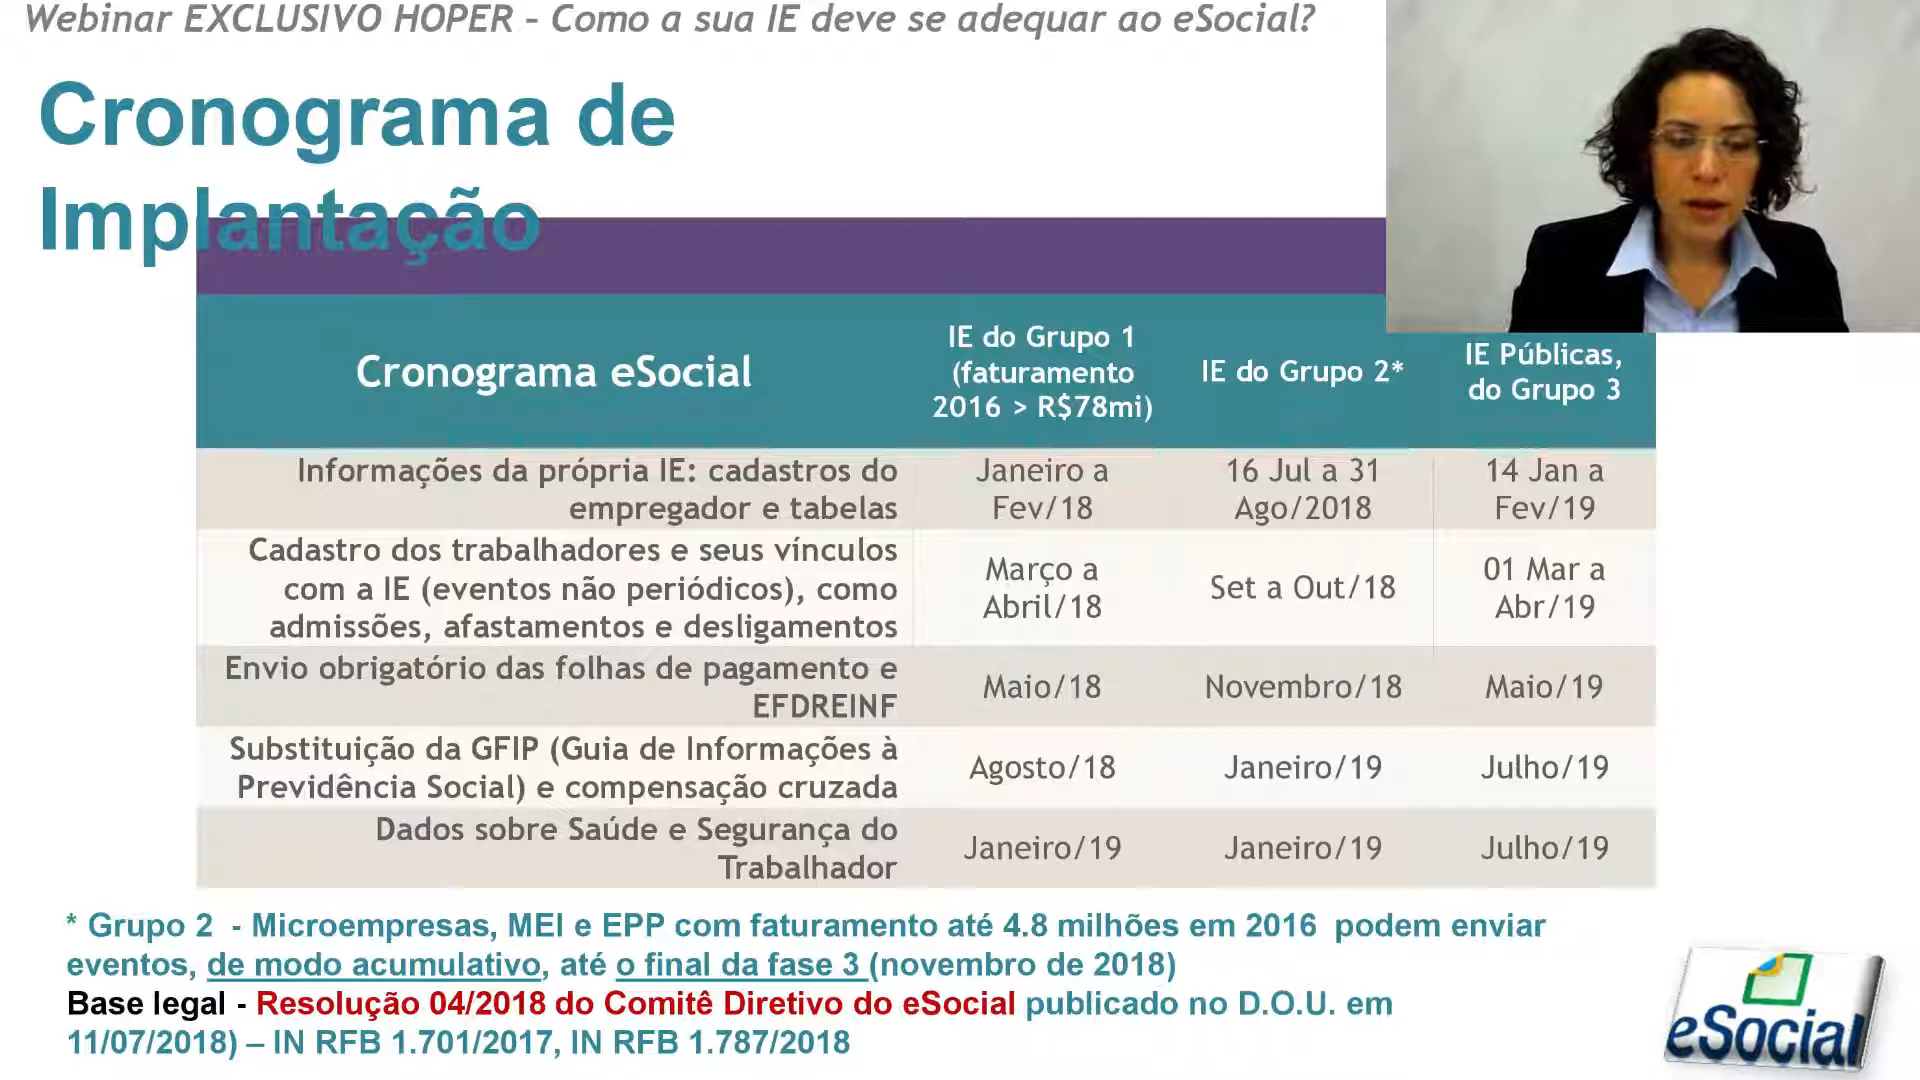 Webinar EXCLUSIVO HOPER – Como a sua IE deve se adequar ao eSocial?
Cronograma de
Implantação
Cronograma eSocial
IE do Grupo 1
(faturamento
2016 > R$78mi)
IE do Grupo 2*
IE Públicas,
do Grupo 3
Informações da própria IE: cadastros do
empregador e tabelas
Janeiro a
Fev/18
16 Jul a 31
Ago/2018
14 Jan a
Fev/19
Cadastro dos trabalhadores e seus vínculos
com a IE (eventos não periódicos), como
admissões, afastamentos e desligamentos
Março a
Abril/18
Set a Out/18
01 Mar a
Abr/19
Envio obrigatório das folhas de pagamento e
EFDREINF
Maio/18
Novembro/18
Maio/19
Substituição da GFIP (Guia de Informações à
Previdência Social) e compensação cruzada
Agosto/18
Janeiro/19
Julho/19
Dados sobre Saúde e Segurança do
Trabalhador
Janeiro/19
Janeiro/19
Julho/19
* Grupo 2 - Microempresas, MEI e EPP com faturamento até 4.8 milhões em 2016 podem enviar
eventos, de modo acumulativo, até o final da fase 3 (novembro de 2018)
Base legal - Resolução 04/2018 do Comitê Diretivo do eSocial publicado no D.O.U. em
11/07/2018) – IN RFB 1.701/2017, IN RFB 1.787/2018
eSocial